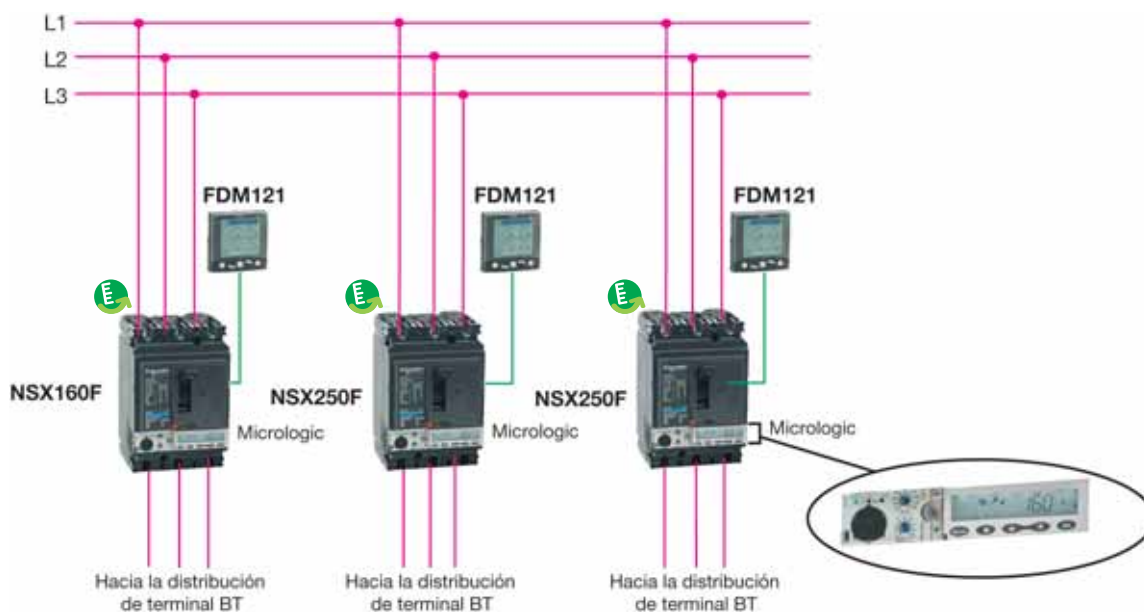 L1
L2
L3
FDM121
FDM121
FDM121
E
E
E
NSX160F
NSX250F
NSX250F
Micrologic
Micrologic
Micrologic
160
Hacia la distribución
de terminal BT
Hacia la distribución
de terminal BT
Hacia la distribución
de terminal BT